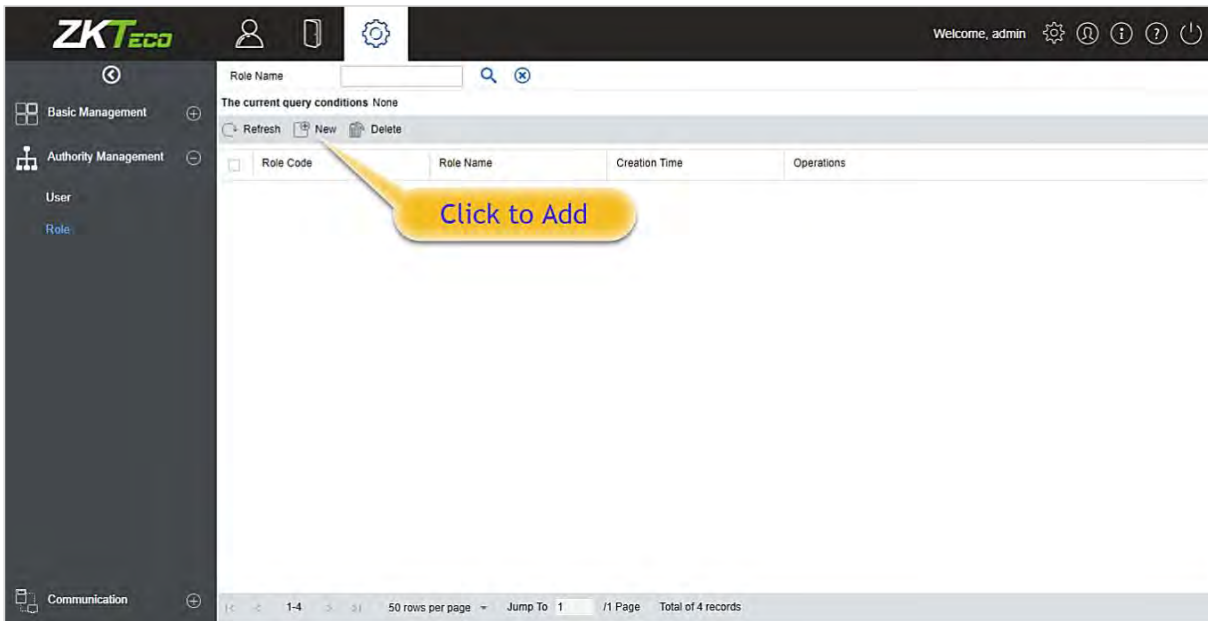 ZKTeco
Welcome, admin
Role Name
The current query conditions None
Refresh New Delete
Role Code Role Name Creation Time Operations
Click to Add
Basic Management
Authority Management
User
Role
Communication
1-4 50 rows per page Jump To 1 /1 Page Total of 4 records